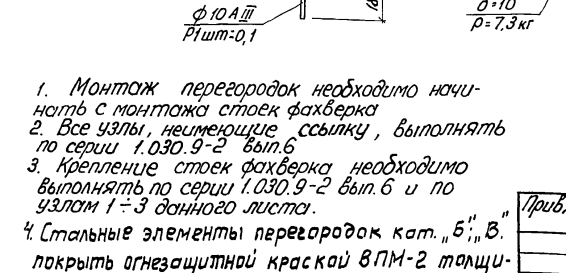 ф 10 А III
Р1шт=0,1
δ=10
р=7,3кг
1. Монтаж перегородок необходимо начи-
нать с монтажа стоек фахверка
2. Все узлы, неимеющие ссылку, выполнять
по серии 1.030.9-2 вып.6
3. Крепление стоек фахверка необходимо
выполнять по серии 1.030.9-2 вып.6 и по
узлам 1÷3 данного листа.
4. Стальные элементы перегородок кат. „Б“, „В“
покрыть огнезащитной краской ВПМ-2 толщи-
Прив.